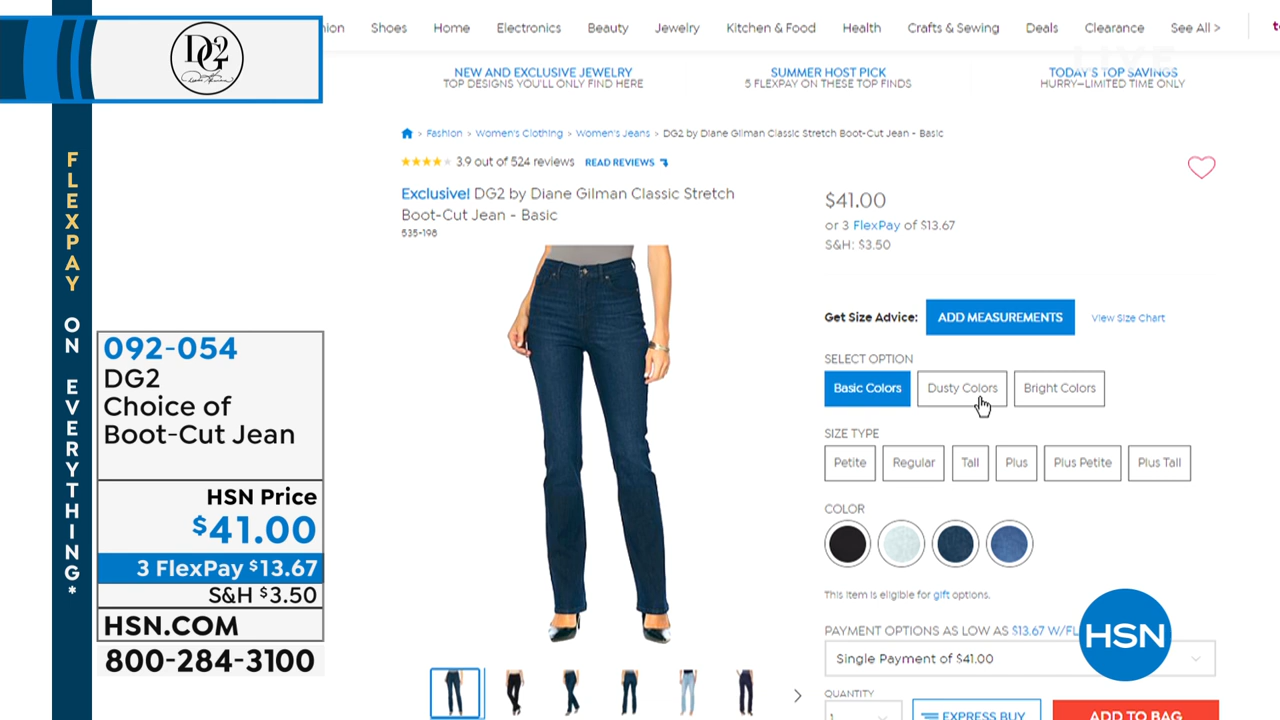 DG2
FLEXPAY ON EVERYTHING*
092-054
DG2
Choice of
Boot-Cut Jean
HSN Price
$41.00
3 FlexPay $13.67
S&H $3.50
HSN.COM
800-284-3100
Shoes Home Electronics Beauty Jewelry Kitchen & Food Health Crafts & Sewing Deals Clearance See All >
LIVE
NEW AND EXCLUSIVE JEWELRY
TOP DESIGNS YOU'LL ONLY FIND HERE
SUMMER HOST PICK
5 FLEXPAY ON THESE TOP FINDS
TODAY'S TOP SAVINGS
HURRY—LIMITED TIME ONLY
> Fashion > Women's Clothing > Women's Jeans > DG2 by Diane Gilman Classic Stretch Boot-Cut Jean - Basic
3.9 out of 524 reviews READ REVIEWS
Exclusive! DG2 by Diane Gilman Classic Stretch
Boot-Cut Jean - Basic
535-198
$41.00
or 3 FlexPay of $13.67
S&H: $3.50
Get Size Advice: ADD MEASUREMENTS View Size Chart
SELECT OPTION
Basic Colors Dusty Colors Bright Colors
SIZE TYPE
Petite Regular Tall Plus Plus Petite Plus Tall
COLOR
This item is eligible for gift options.
PAYMENT OPTIONS AS LOW AS $13.67 W/FL
Single Payment of $41.00
HSN
QUANTITY
1 EXPRESS BUY ADD TO BAG